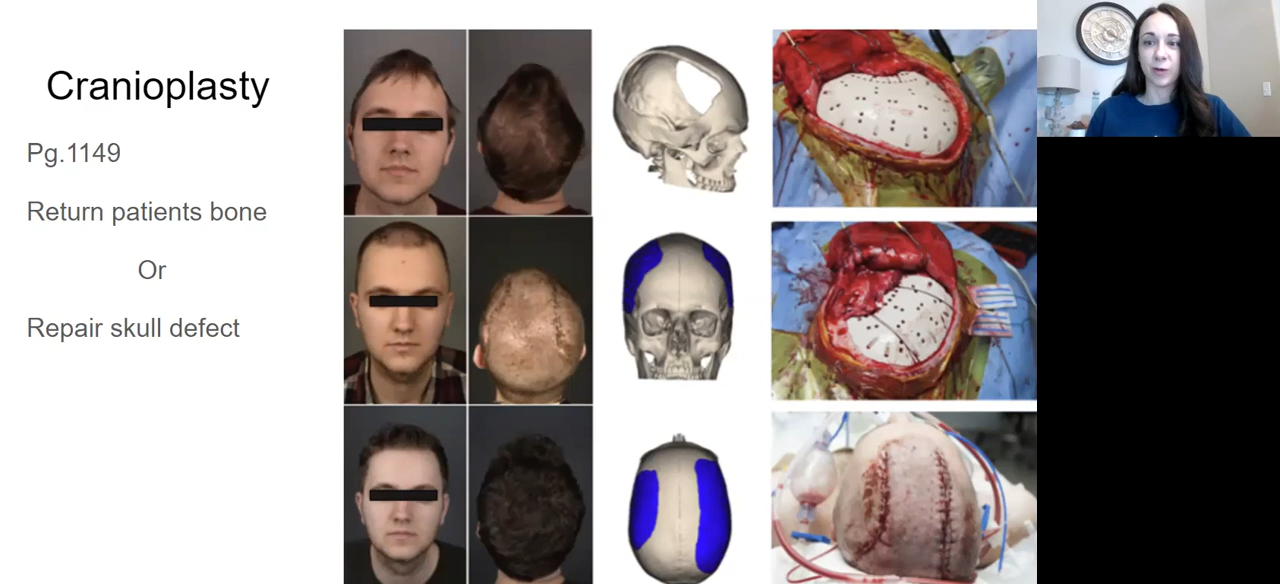 Cranioplasty
Pg.1149
Return patients bone
Or
Repair skull defect